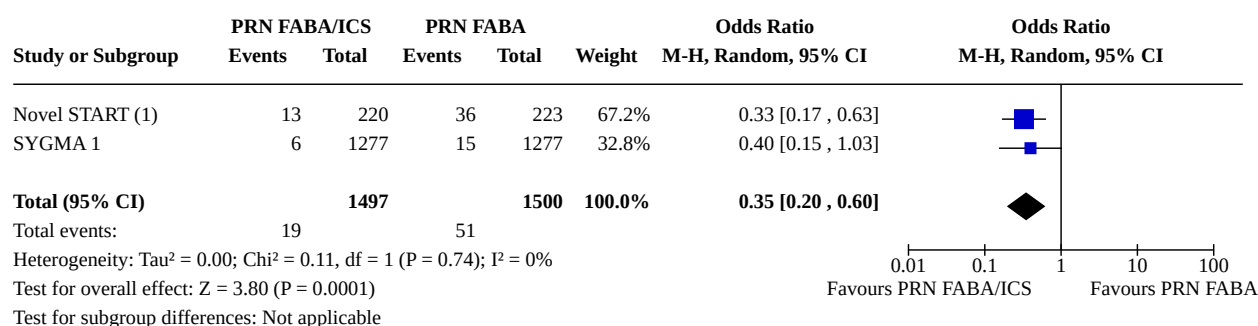 PRN FABA/ICS PRN FABA Odds Ratio Odds Ratio
Study or Subgroup Events Total Events Total Weight M-H, Random, 95% CI M-H, Random, 95% CI
Novel START (1) 13 220 36 223 67.2% 0.33 [0.17 , 0.63]
SYGMA 1 6 1277 15 1277 32.8% 0.40 [0.15 , 1.03]
Total (95% CI) 1497 1500 100.0% 0.35 [0.20 , 0.60]
Total events: 19 51
Heterogeneity: Tau² = 0.00; Chi² = 0.11, df = 1 (P = 0.74); I² = 0%
0.01 0.1 1 10 100
Test for overall effect: Z = 3.80 (P = 0.0001) Favours PRN FABA/ICS Favours PRN FABA
Test for subgroup differences: Not applicable